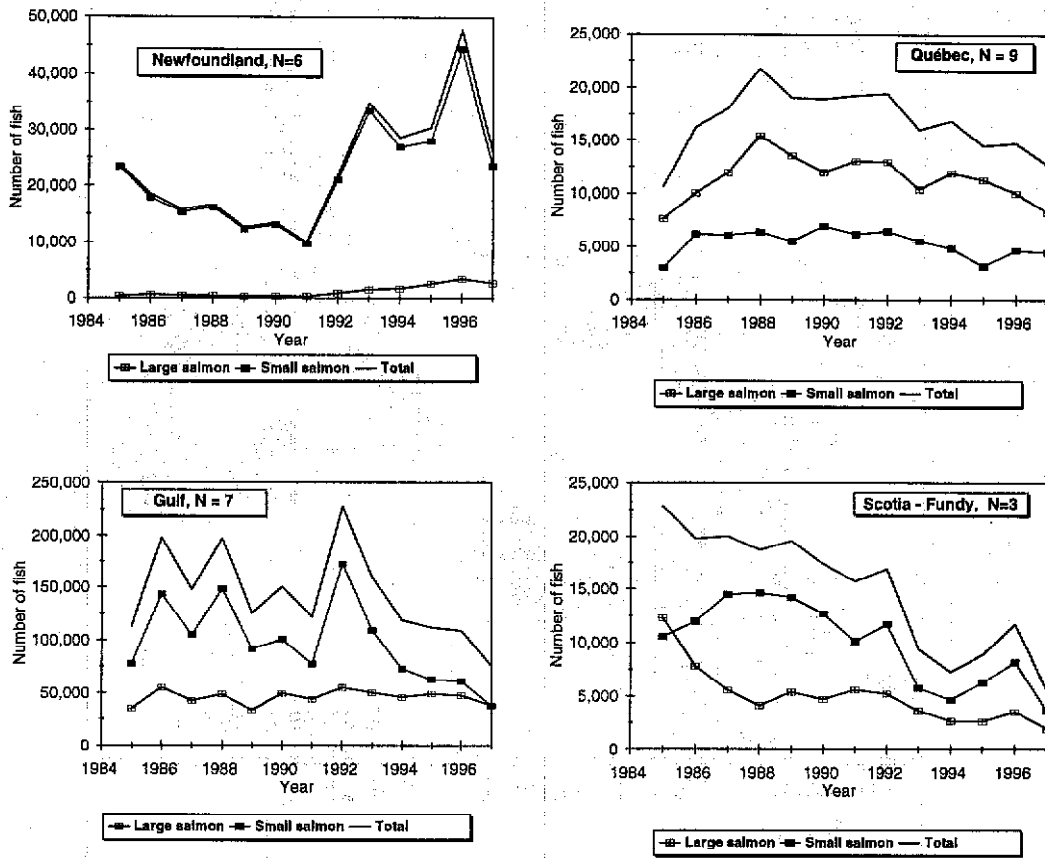 Newfoundland, N=6
Number of fish
50,000
40,000
30,000
20,000
10,000
0
1984 1986 1988 1990 1992 1994 1996
Year
Large salmon Small salmon Total
Québec, N = 9
Number of fish
25,000
20,000
15,000
10,000
5,000
0
1984 1986 1988 1990 1992 1994 1996
Year
Large salmon Small salmon Total
Gulf, N = 7
Number of fish
250,000
200,000
150,000
100,000
50,000
0
1984 1986 1988 1990 1992 1994 1996
Year
Large salmon Small salmon Total
Scotia - Fundy, N=3
Number of fish
25,000
20,000
15,000
10,000
5,000
0
1984 1986 1988 1990 1992 1994 1996
Year
Large salmon Small salmon Total